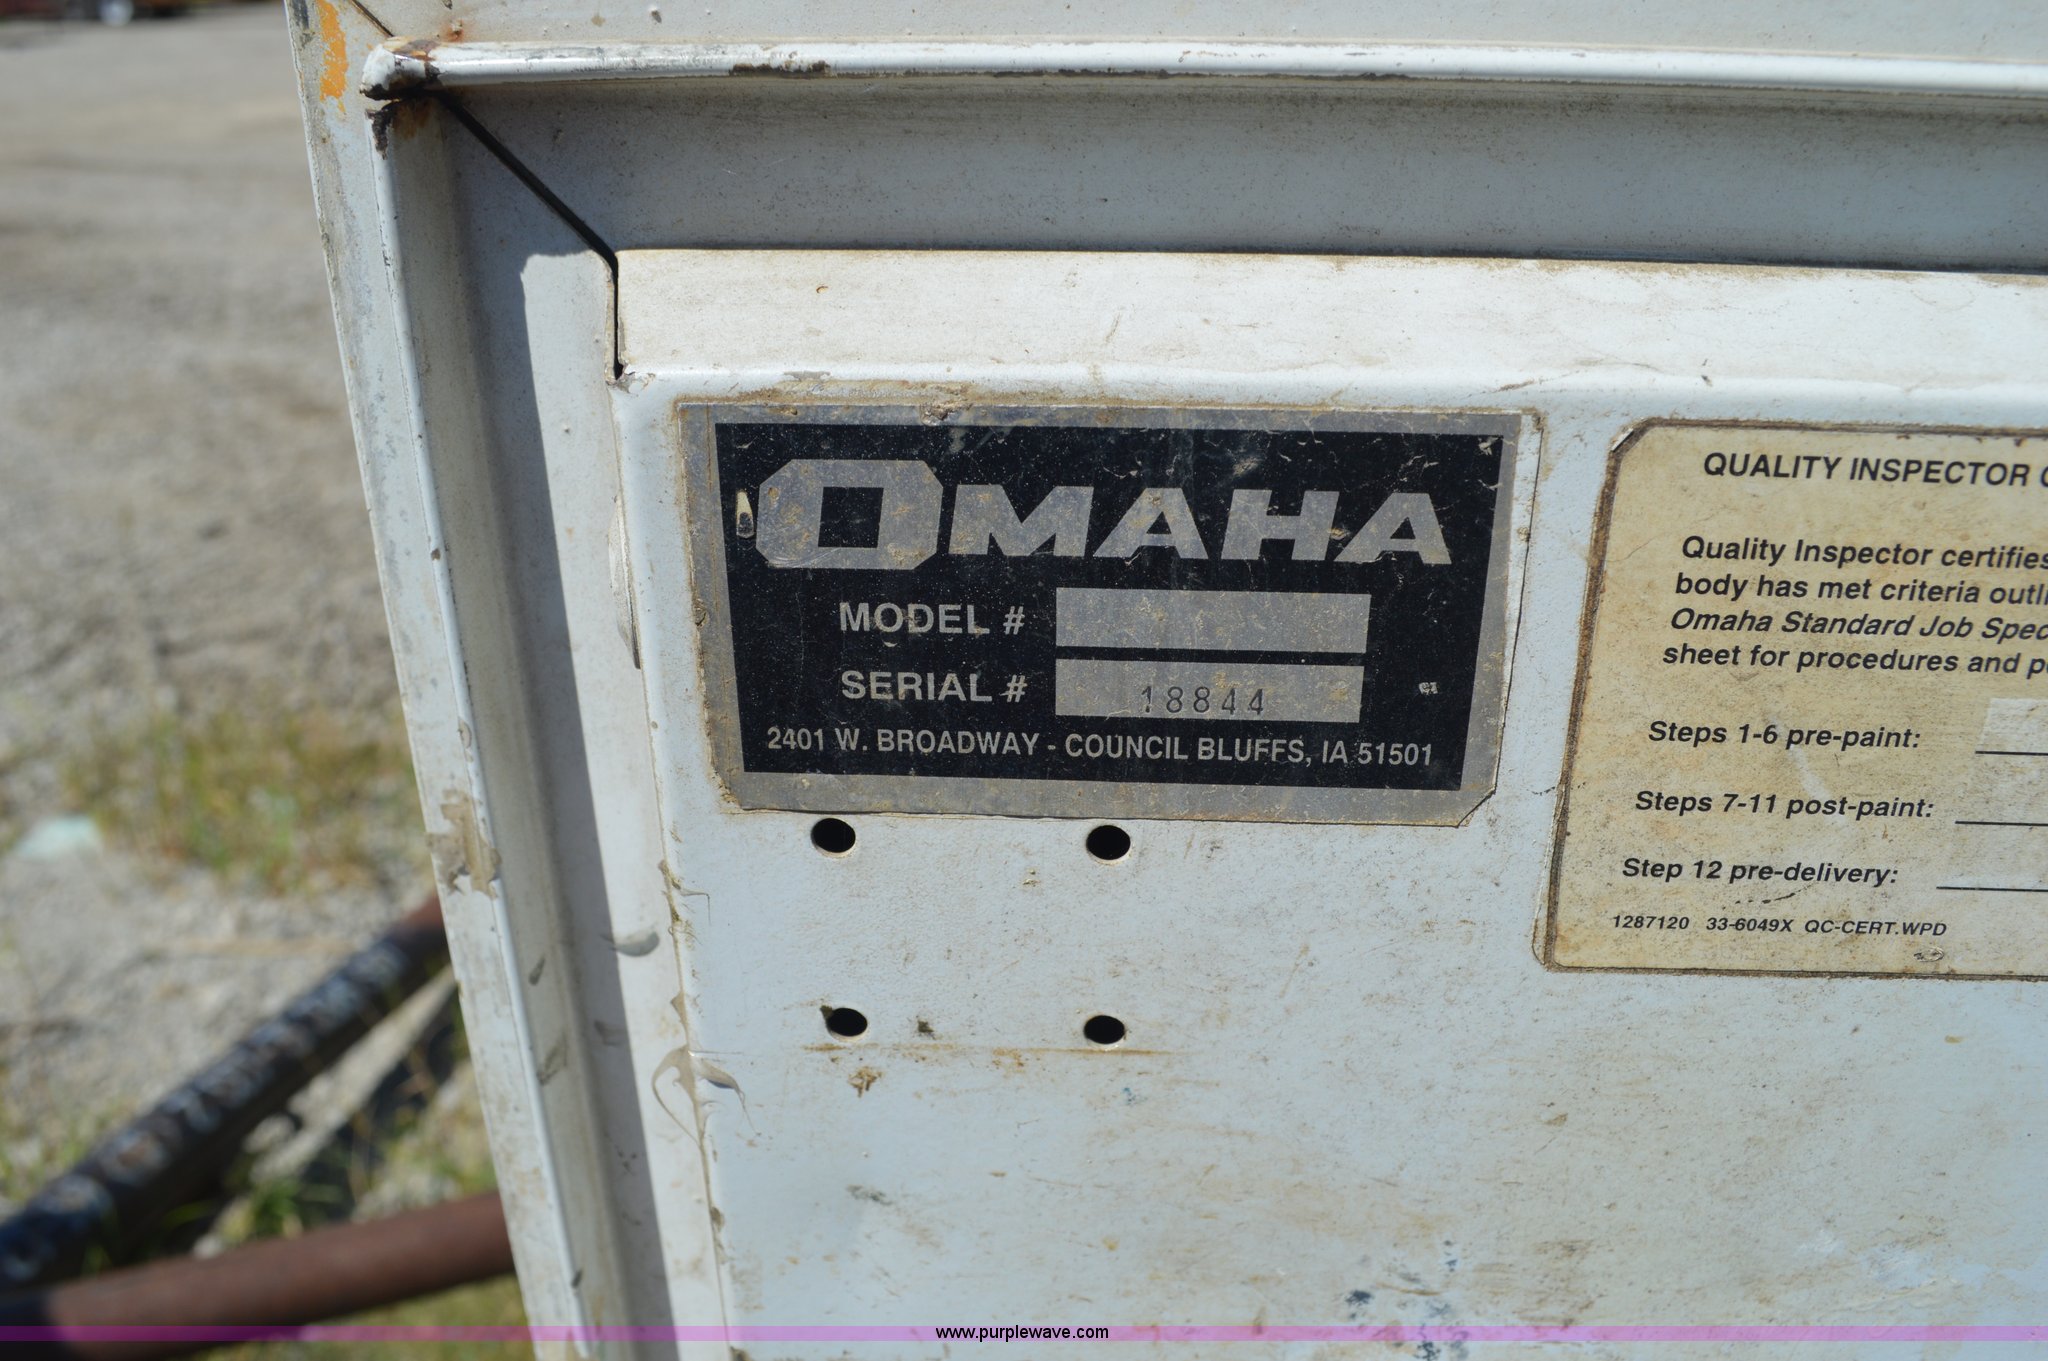 OMAHA
MODEL #
SERIAL # 18844
2401 W. BROADWAY - COUNCIL BLUFFS, IA 51501
QUALITY INSPECTOR
Quality Inspector certifies
body has met criteria
Omaha Standard Job
sheet for procedures and
Steps 1-6 pre-paint:
Steps 7-11 post-paint:
Step 12 pre-delivery:
1287120 33-6049X QC-CERT.WPD
www.purplewave.com